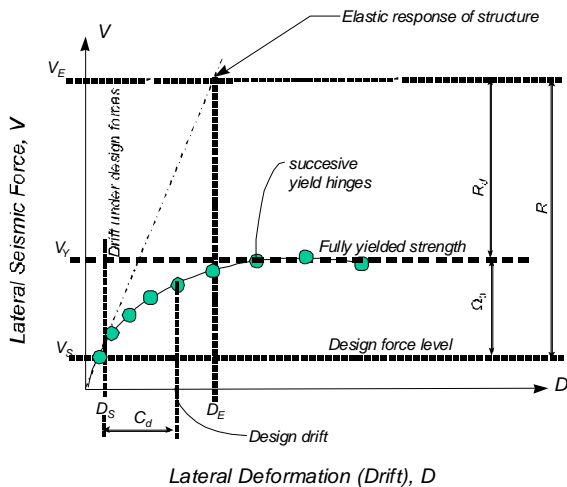 Elastic response of structure
V
V_E
Drift under design forces
succesive
yield hinges
R_d
R
Lateral Seismic Force, V
V_Y
Fully yielded strength
Ω_o
V_S
Design force level
D
D_S
C_d
D_E
Design drift
Lateral Deformation (Drift), D